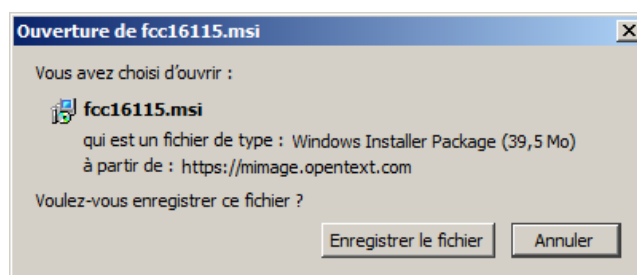 Ouverture de fcc16115.msi
Vous avez choisi d'ouvrir :
fcc16115.msi
qui est un fichier de type : Windows Installer Package (39,5 Mo)
à partir de : https://mimage.opentext.com
Voulez-vous enregistrer ce fichier ?
Enregistrer le fichier Annuler